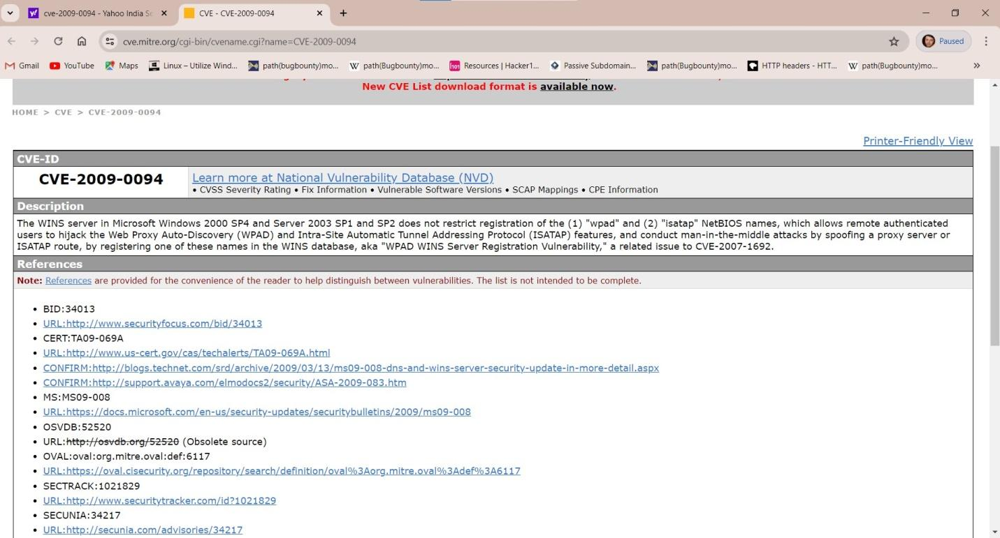 cve-2009-0094 - Yahoo India Se
CVE - CVE-2009-0094
cve.mitre.org/cgi-bin/cvename.cgi?name=CVE-2009-0094
Paused
Gmail YouTube Maps Linux – Utilize Wind... path(bugbounty)mo... path(Bugbounty)mo... Resources | Hacker1... Passive Subdomain... path(Bugbounty)mo... HTTP headers - HTT... path(Bugbounty)mo... »
New CVE List download format is available now.
HOME > CVE > CVE-2009-0094
Printer-Friendly View
CVE-ID
CVE-2009-0094
Learn more at National Vulnerability Database (NVD)
• CVSS Severity Rating • Fix Information • Vulnerable Software Versions • SCAP Mappings • CPE Information
Description
The WINS server in Microsoft Windows 2000 SP4 and Server 2003 SP1 and SP2 does not restrict registration of the (1) "wpad" and (2) "isatap" NetBIOS names, which allows remote authenticated
users to hijack the Web Proxy Auto-Discovery (WPAD) and Intra-Site Automatic Tunnel Addressing Protocol (ISATAP) features, and conduct man-in-the-middle attacks by spoofing a proxy server or
ISATAP route, by registering one of these names in the WINS database, aka "WPAD WINS Server Registration Vulnerability," a related issue to CVE-2007-1692.
References
Note: References are provided for the convenience of the reader to help distinguish between vulnerabilities. The list is not intended to be complete.
• BID:34013
• URL:http://www.securityfocus.com/bid/34013
• CERT:TA09-069A
• URL:http://www.us-cert.gov/cas/techalerts/TA09-069A.html
• CONFIRM:http://blogs.technet.com/srd/archive/2009/03/13/ms09-008-dns-and-wins-server-security-update-in-more-detail.aspx
• CONFIRM:http://support.avaya.com/elmodocs2/security/ASA-2009-083.htm
• MS:MS09-008
• URL:https://docs.microsoft.com/en-us/security-updates/securitybulletins/2009/ms09-008
• OSVDB:52520
• URL:http://osvdb.org/52520 (Obsolete source)
• OVAL:oval:org.mitre.oval:def:6117
• URL:https://oval.cisecurity.org/repository/search/definition/oval%3Aorg.mitre.oval%3Adef%3A6117
• SECTRACK:1021829
• URL:http://www.securitytracker.com/id?1021829
• SECUNIA:34217
• URL:http://secunia.com/advisories/34217